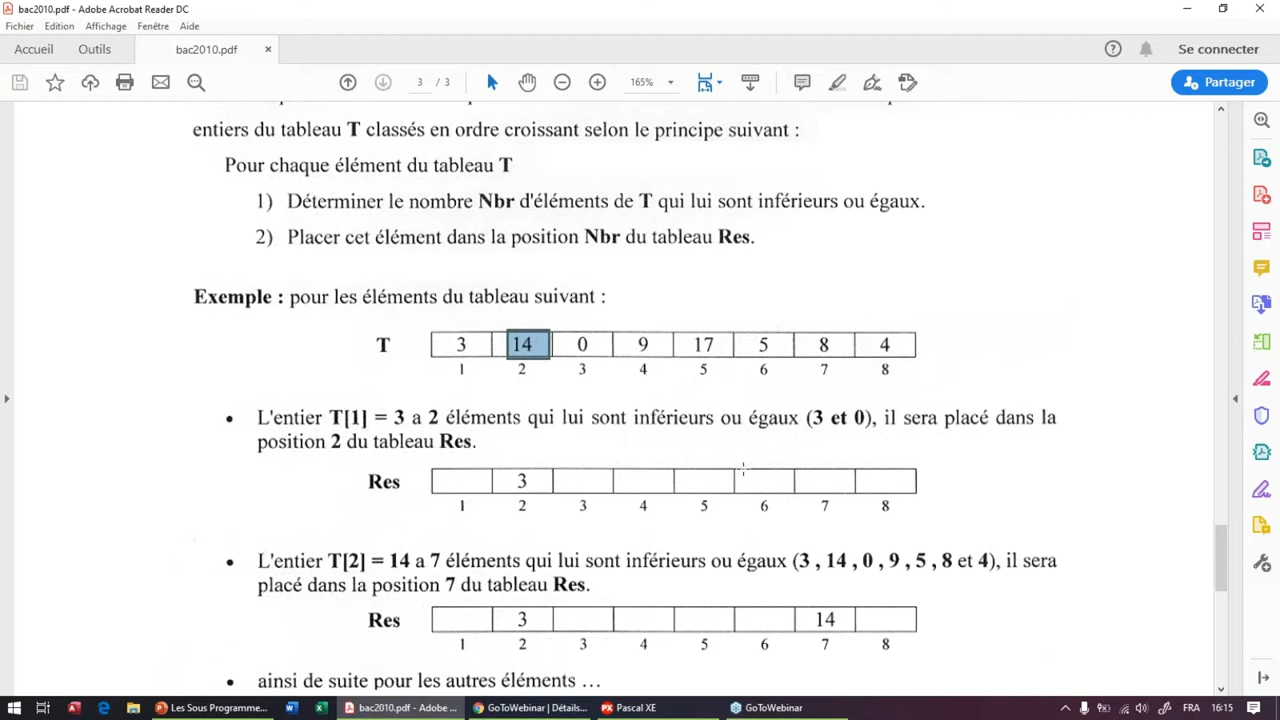 bac2010.pdf - Adobe Acrobat Reader DC
Fichier Edition Affichage Fenêtre Aide
Accueil Outils bac2010.pdf × Se connecter
3 / 3 165% Partager
entiers du tableau T classés en ordre croissant selon le principe suivant :
Pour chaque élément du tableau T
1) Déterminer le nombre Nbr d'éléments de T qui lui sont inférieurs ou égaux.
2) Placer cet élément dans la position Nbr du tableau Res.
Exemple : pour les éléments du tableau suivant :
T 3 14 0 9 17 5 8 4
1 2 3 4 5 6 7 8
• L'entier T[1] = 3 a 2 éléments qui lui sont inférieurs ou égaux (3 et 0), il sera placé dans la
position 2 du tableau Res.
Res 3
1 2 3 4 5 6 7 8
• L'entier T[2] = 14 a 7 éléments qui lui sont inférieurs ou égaux (3 , 14 , 0 , 9 , 5 , 8 et 4), il sera
placé dans la position 7 du tableau Res.
Res 3 14
1 2 3 4 5 6 7 8
• ainsi de suite pour les autres éléments …
Les Sous Programme... bac2010.pdf - Adobe ... GoToWebinar | Détails... Pascal XE GoToWebinar FRA 16:15